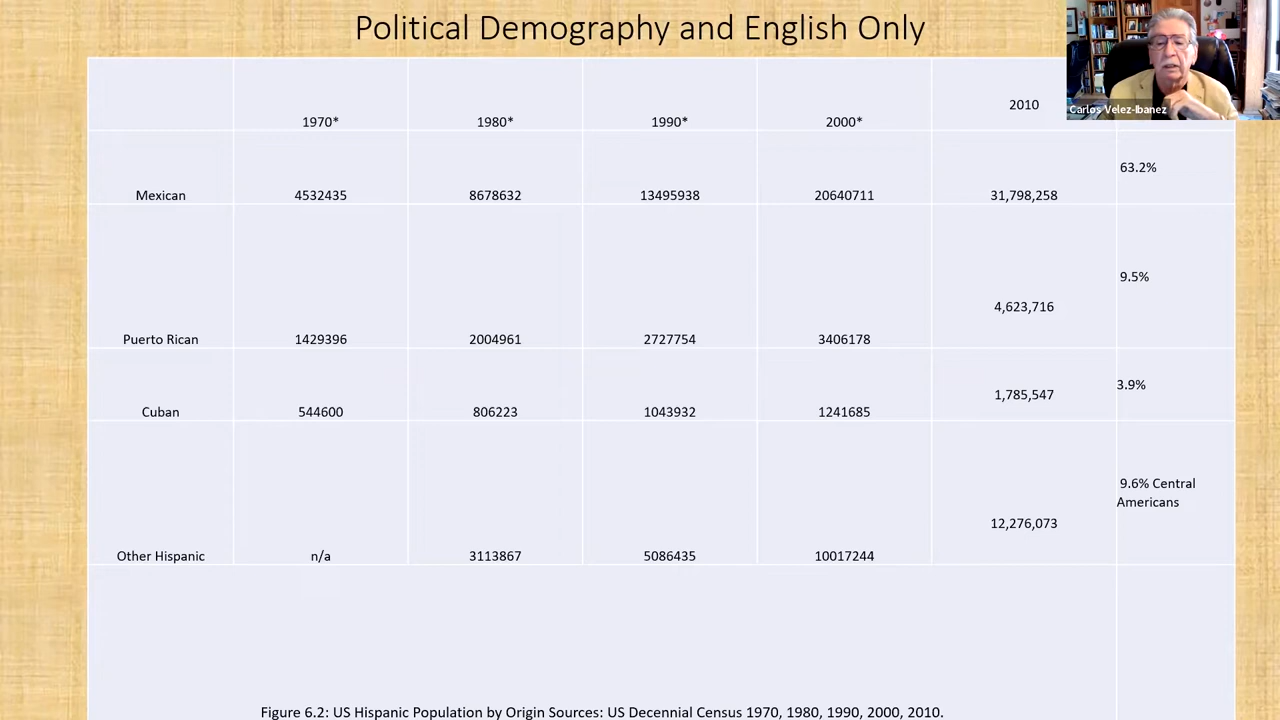 Political Demography and English Only
Carlos Velez-Ibanez
1970* 1980* 1990* 2000* 2010
Mexican 4532435 8678632 13495938 20640711 31,798,258 63.2%
Puerto Rican 1429396 2004961 2727754 3406178 4,623,716 9.5%
Cuban 544600 806223 1043932 1241685 1,785,547 3.9%
Other Hispanic n/a 3113867 5086435 10017244 12,276,073 9.6% Central
Americans
Figure 6.2: US Hispanic Population by Origin Sources: US Decennial Census 1970, 1980, 1990, 2000, 2010.